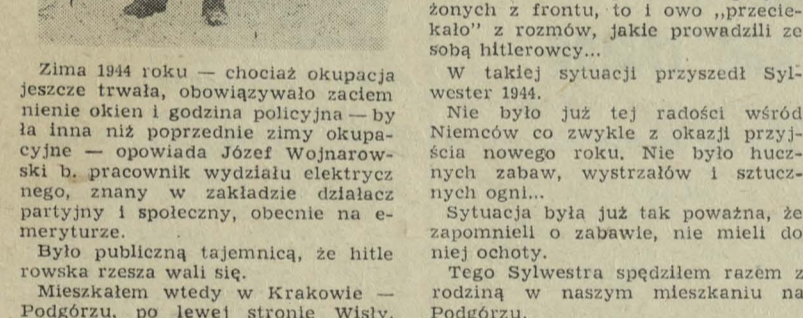 Zima 1944 roku — chociaż okupacja
jeszcze trwała, obowiązywało zaciem
nienie okien i godzina policyjna — by
ła inna niż poprzednie zimy okupa-
cyjne — opowiada Józef Wojnarow-
ski b. pracownik wydziału elektrycz
nego, znany w zakładzie działacz
partyjny i społeczny, obecnie na e-
meryturze.
Było publiczną tajemnicą, że hitle
rowska rzesza wali się.
Mieszkałem wtedy w Krakowie —
Podgórzu, po lewej stronie Wisły.
żonych z frontu, to i owo „przecie-
kało” z rozmów, jakie prowadzili ze
sobą hitlerowcy...
W takiej sytuacji przyszedł Syl-
wester 1944.
Nie było już tej radości wśród
Niemców co zwykle z okazji przyj-
ścia nowego roku. Nie było hucz-
nych zabaw, wystrzałów i sztucz-
nych ogni...
Sytuacja była już tak poważna, że
zapomnieli o zabawie, nie mieli do
niej ochoty.
Tego Sylwestra spędziłem razem z
rodziną w naszym mieszkaniu na
Podgórzu.